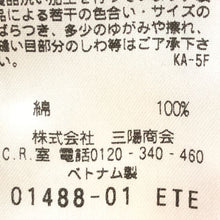 品による若干の色合い・サイズの
ばらつき、多少のゆがみや擦れ、
縫い目部分のしわ等はご了承下さ
い。
KA-5F
綿 100%
株式会社 三陽商会
C.R.室 電話0120-340-460
ベトナム製
01488-01 ETE